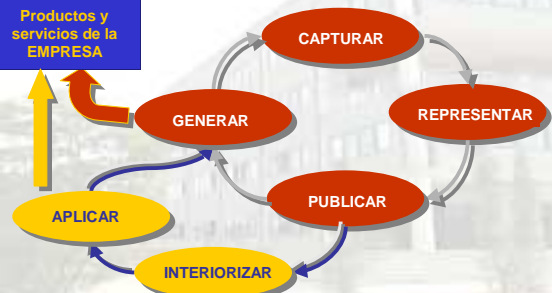 Productos y
servicios de la
EMPRESA
CAPTURAR
GENERAR
REPRESENTAR
PUBLICAR
APLICAR
INTERIORIZAR